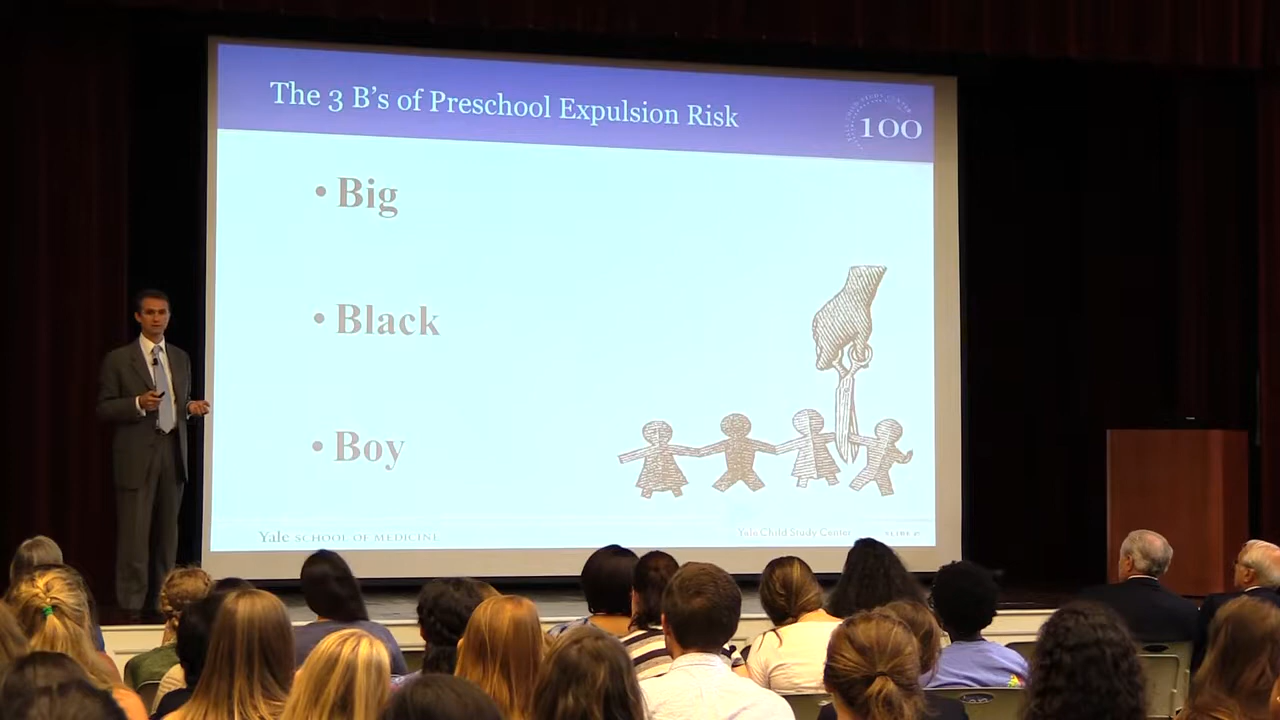 The 3 B's of Preschool Expulsion Risk
100
• Big
• Black
• Boy
Yale SCHOOL OF MEDICINE
Yale Child Study Center